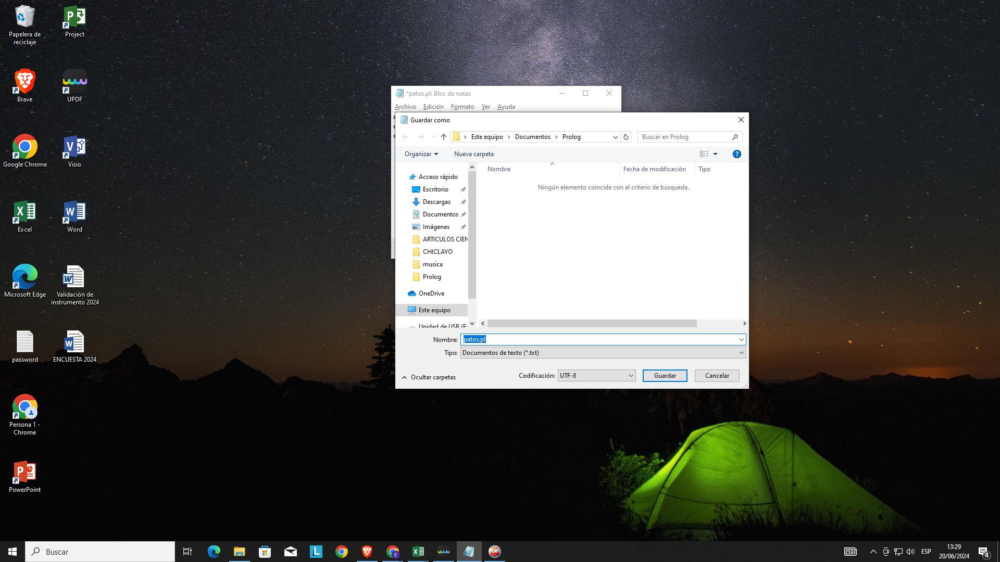 Papelera de
reciclaje
Project
Brave
UPDF
Google Chrome
Visio
Excel
Word
Microsoft Edge
Validación de
instrumento 2024
password
ENCUESTA 2024
Persona 1 -
Chrome
PowerPoint
*patos.pl: Bloc de notas
Archivo Edición Formato Ver Ayuda
Guardar como
Este equipo > Documentos > Prolog
Buscar en Prolog
Organizar Nueva carpeta
Nombre Fecha de modificación Tipo
Ningún elemento coincide con el criterio de búsqueda.
Acceso rápido
Escritorio
Descargas
Documentos
Imágenes
ARTICULOS CIEN
CHICLAYO
musica
Prolog
OneDrive
Este equipo
Unidad de USB (E:
Nombre: patos.pl
Tipo: Documentos de texto (*.txt)
Ocultar carpetas
Codificación: UTF-8
Guardar Cancelar
Buscar
ESP
13:29
20/06/2024
4